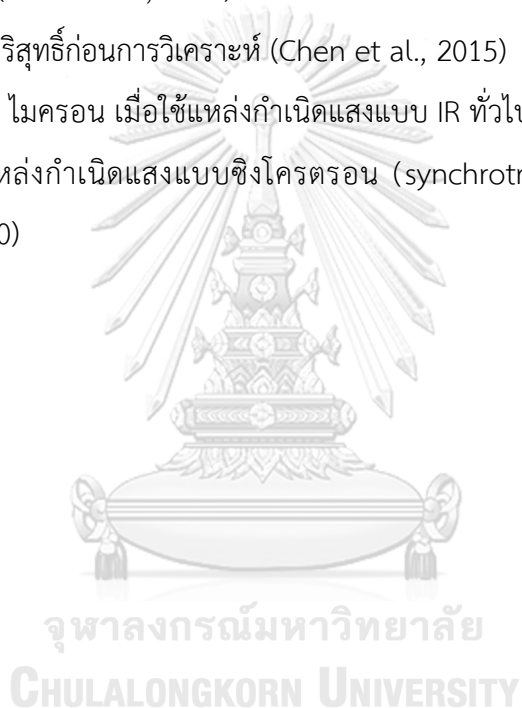 ริสุทธิ์ก่อนการวิเคราะห์ (Chen et al., 2015)
ไมครอน เมื่อใช้แหล่งกำเนิดแสงแบบ IR ทั่วไป
หล่งกำเนิดแสงแบบซิงโครตรอน (synchrotr
0)
จุฬาลงกรณ์มหาวิทยาลัย
CHULALONGKORN UNIVERSITY